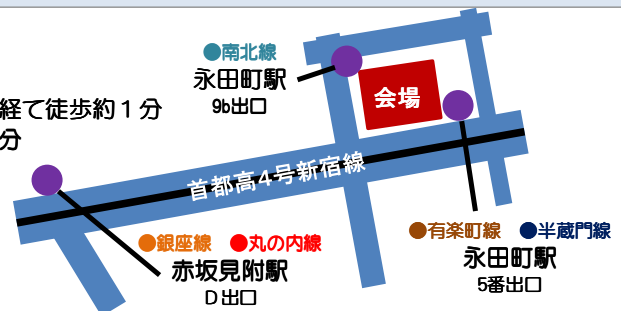 ●南北線
永田町駅
9b出口
会場
経て徒歩約１分
分
首都高4号新宿線
●銀座線 ●丸の内線
赤坂見附駅
Ｄ出口
●有楽町線 ●半蔵門線
永田町駅
5番出口